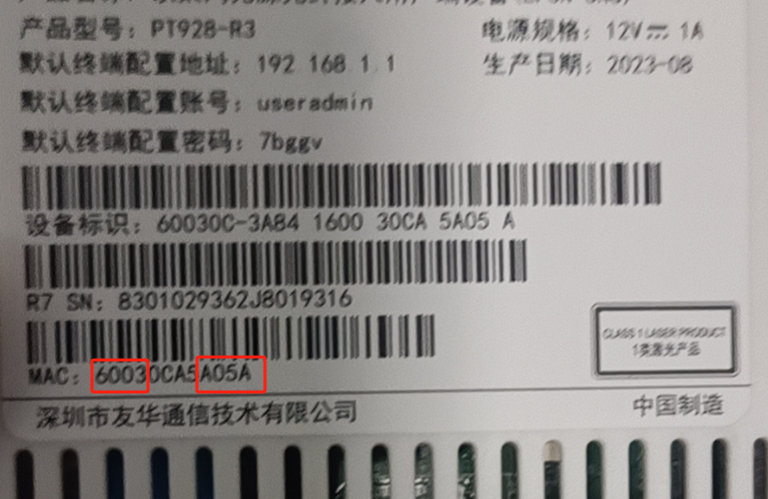 产品型号：PT928-R3 电源规格：12V⎓ 1A
默认终端配置地址：192.168.1.1 生产日期：2023-08
默认终端配置账号：useradmin
默认终端配置密码：7bggv
设备标识：60030C-3A84 1600 30CA 5A05 A
R7 SN：8301029362J8019316
CLASS 1 LASER PRODUCT
1类激光产品
MAC：60030CA5A05A
深圳市友华通信技术有限公司 中国制造